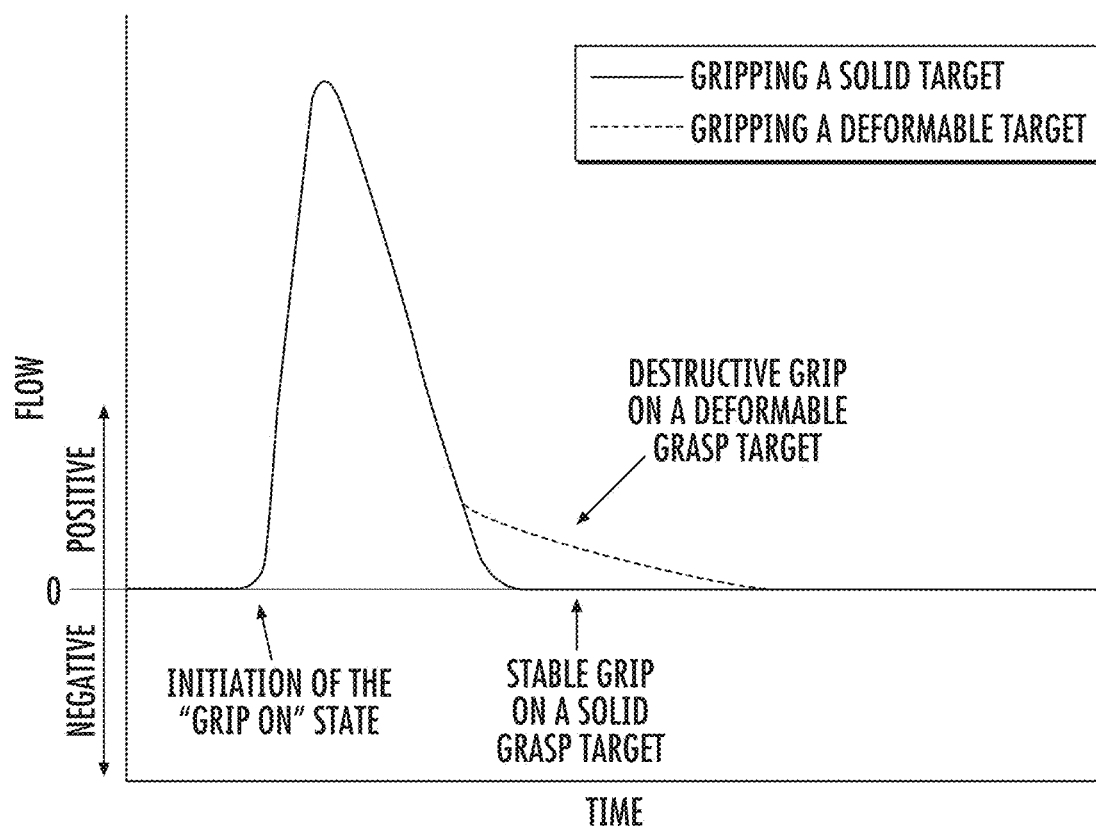 GRIPPING A SOLID TARGET
GRIPPING A DEFORMABLE TARGET
FLOW
POSITIVE
0
NEGATIVE
DESTRUCTIVE GRIP
ON A DEFORMABLE
GRASP TARGET
INITIATION OF THE
“GRIP ON” STATE
STABLE GRIP
ON A SOLID
GRASP TARGET
TIME